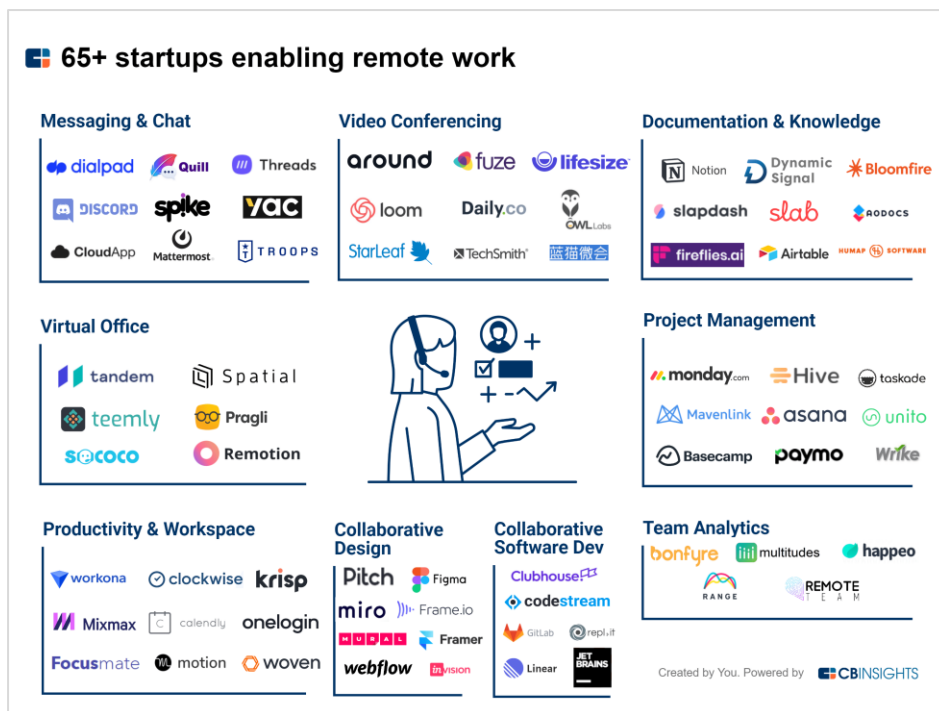 65+ startups enabling remote work
Messaging & Chat
dialpad Quill Threads
DISCORD spike YAC
CloudApp Mattermost TROOPS
Video Conferencing
around fuze lifesize
loom Daily.co OWL Labs
StarLeaf TechSmith 蓝猫微会
Documentation & Knowledge
Notion Dynamic Signal Bloomfire
slapdash slab AODOCS
fireflies.ai Airtable HUMAP SOFTWARE
Virtual Office
tandem Spatial
teemly Pragli
sococo Remotion
Project Management
monday.com Hive taskade
Mavenlink asana unito
Basecamp paymo Wrike
Productivity & Workspace
workona clockwise krisp
Mixmax calendly onelogin
Focusmate motion woven
Collaborative
Design
Pitch Figma
miro Frame.io
MURAL Framer
webflow invision
Collaborative
Software Dev
Clubhouse
codestream
GitLab repl.it
Linear JET BRAINS
Team Analytics
bonfyre multitudes happeo
RANGE REMOTE TEAM
Created by You. Powered by CBINSIGHTS